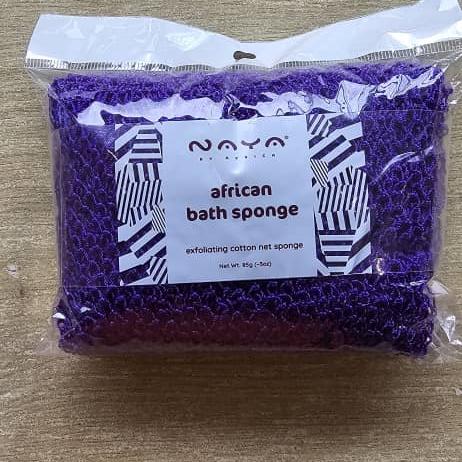 NAYA®
BY AFRICA
african
bath sponge
exfoliating cotton net sponge
Net Wt. 85g (~3oz)